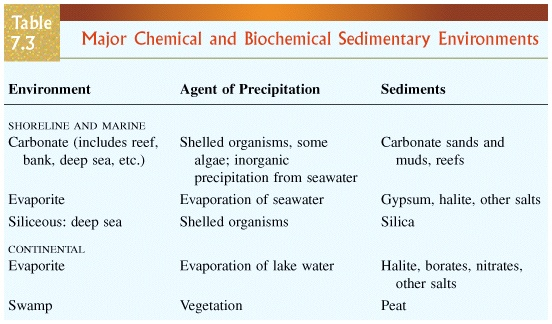 Table
7.3
Major Chemical and Biochemical Sedimentary Environments
Environment Agent of Precipitation Sediments
SHORELINE AND MARINE
Carbonate (includes reef, Shelled organisms, some Carbonate sands and
bank, deep sea, etc.) algae; inorganic muds, reefs
precipitation from seawater
Evaporite Evaporation of seawater Gypsum, halite, other salts
Siliceous: deep sea Shelled organisms Silica
CONTINENTAL
Evaporite Evaporation of lake water Halite, borates, nitrates,
other salts
Swamp Vegetation Peat